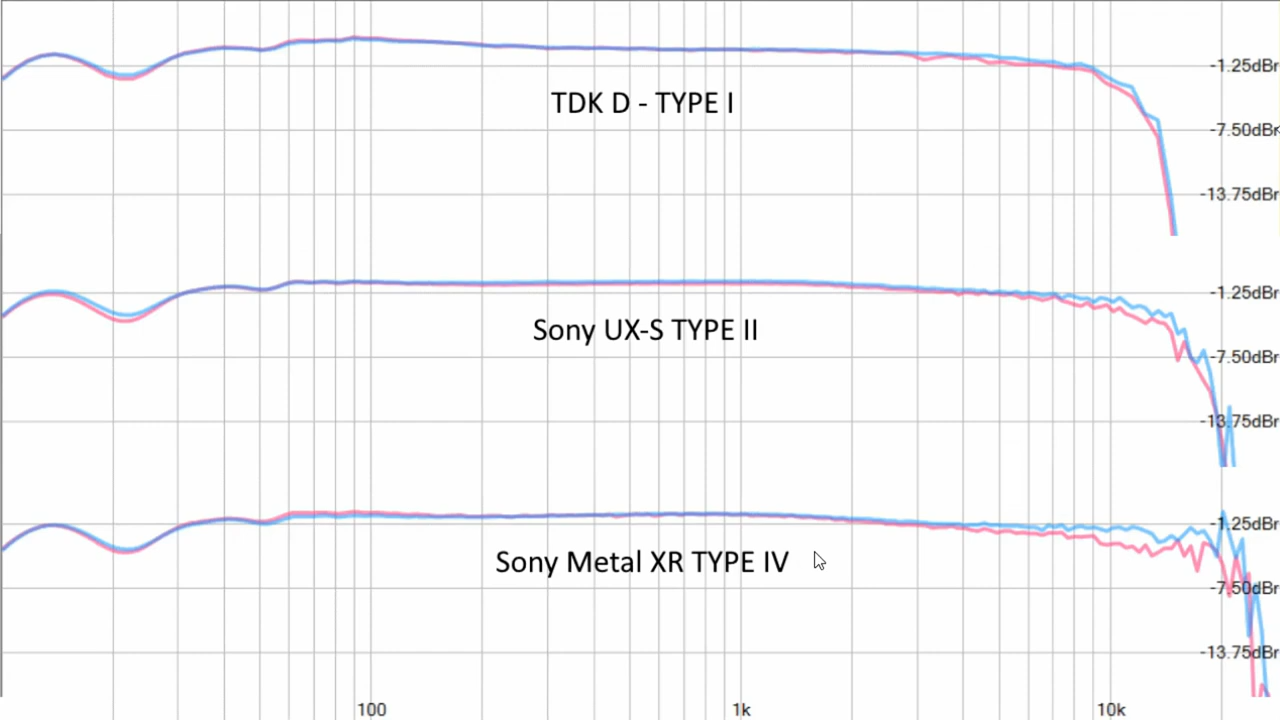 -1.25dBr
TDK D - TYPE I
-7.50dBr
-13.75dBr
-1.25dBr
Sony UX-S TYPE II
-7.50dBr
-13.75dBr
-1.25dBr
Sony Metal XR TYPE IV
-7.50dBr
-13.75dBr
100 1k 10k